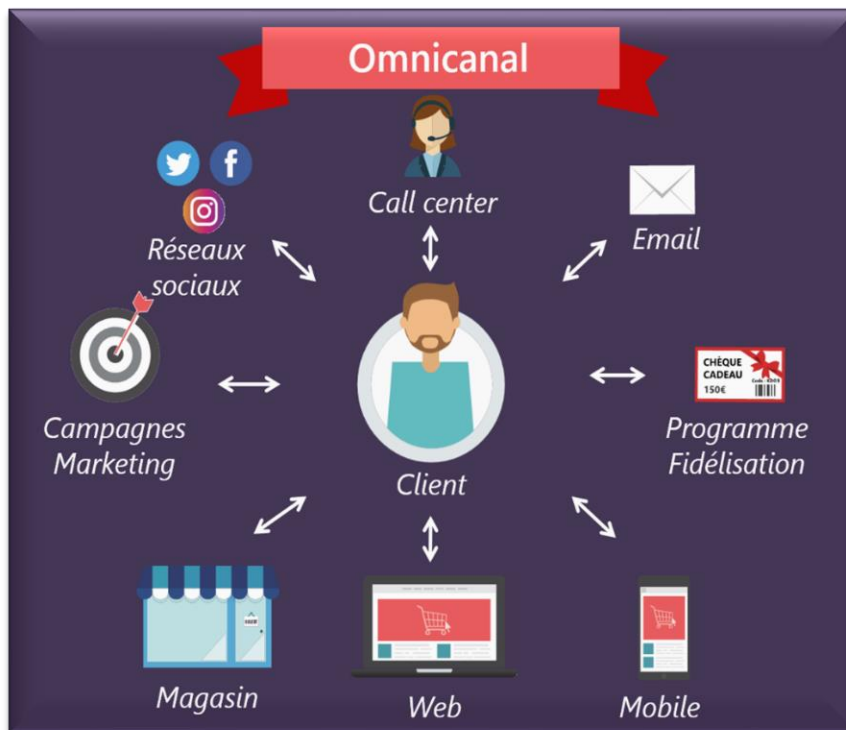 Omnicanal
Call center
Réseaux
sociaux
Email
Campagnes
Marketing
Client
CHÈQUE
CADEAU
150€
Programme
Fidélisation
Magasin
Web
Mobile